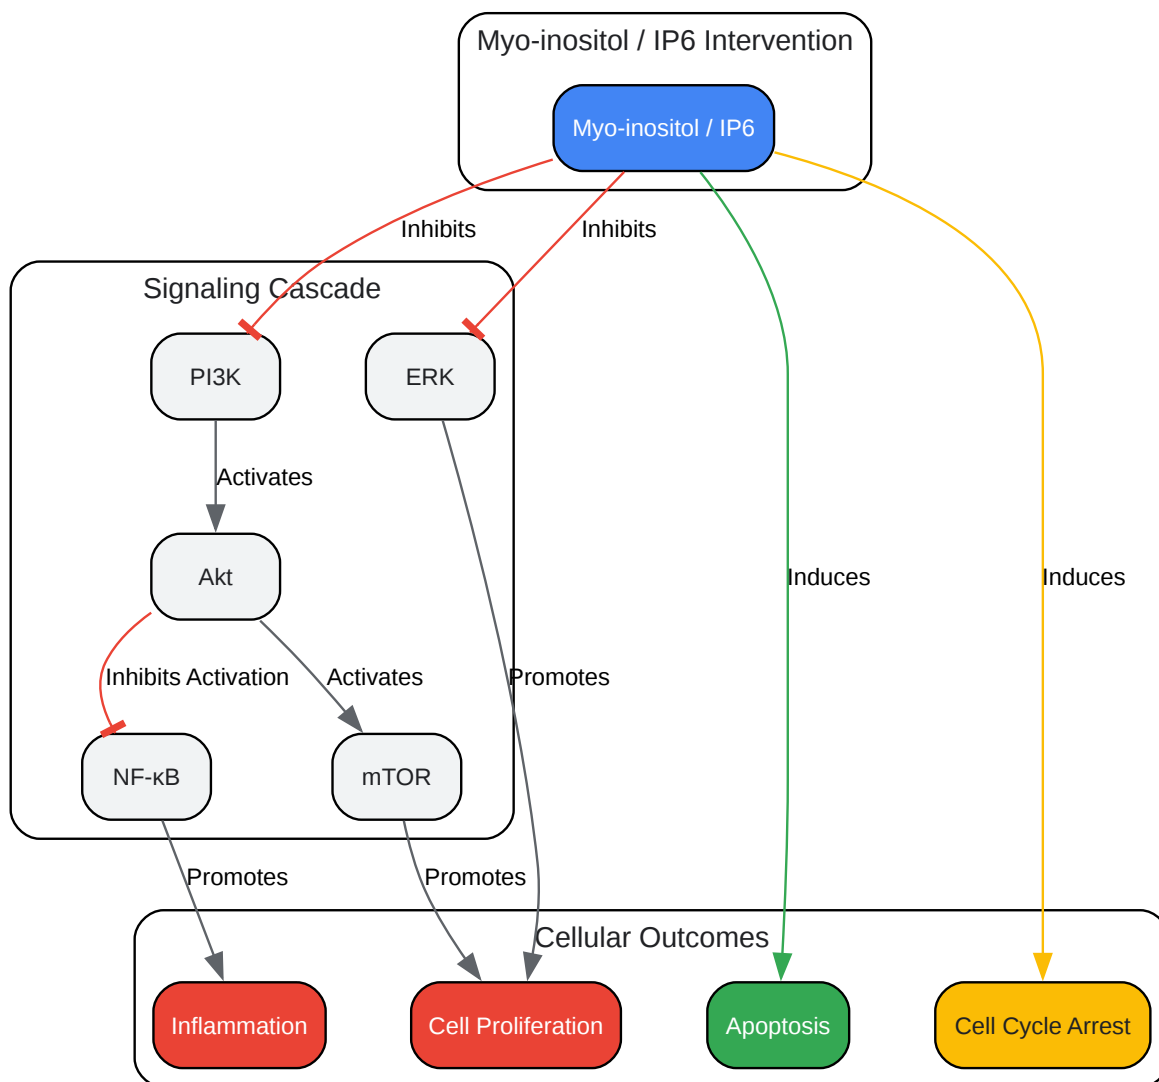 Myo-inositol / IP6 Intervention
Myo-inositol / IP6
Inhibits
Inhibits
Signaling Cascade
PI3K
ERK
Activates
Akt
Induces
Induces
Inhibits Activation
Activates
Promotes
NF-κB
mTOR
Promotes
Promotes
Cellular Outcomes
Inflammation
Cell Proliferation
Apoptosis
Cell Cycle Arrest